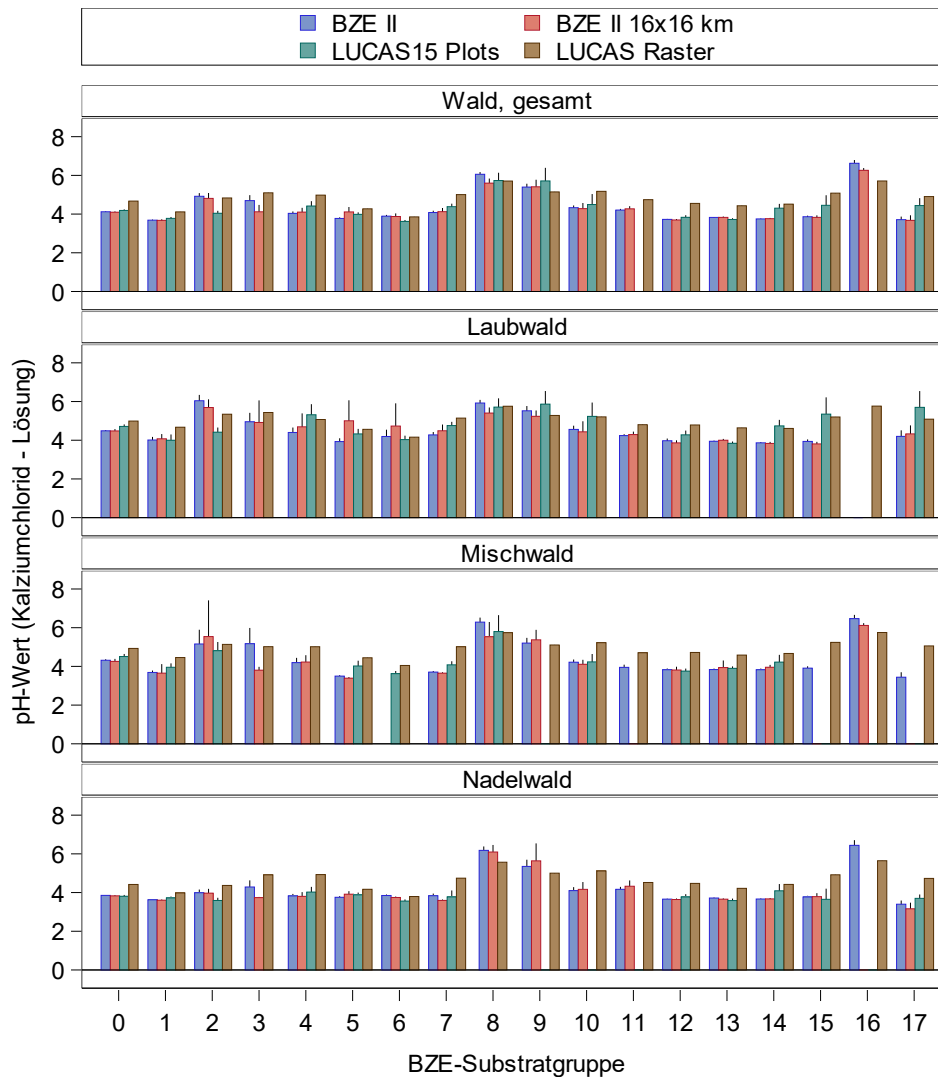 BZE II BZE II 16x16 km
LUCAS15 Plots LUCAS Raster
Wald, gesamt
8
6
4
2
0
Laubwald
8
6
4
2
0
Mischwald
8
6
4
2
0
Nadelwald
8
6
4
2
0
pH-Wert (Kalziumchlorid - Lösung)
0 1 2 3 4 5 6 7 8 9 10 11 12 13 14 15 16 17
BZE-Substratgruppe